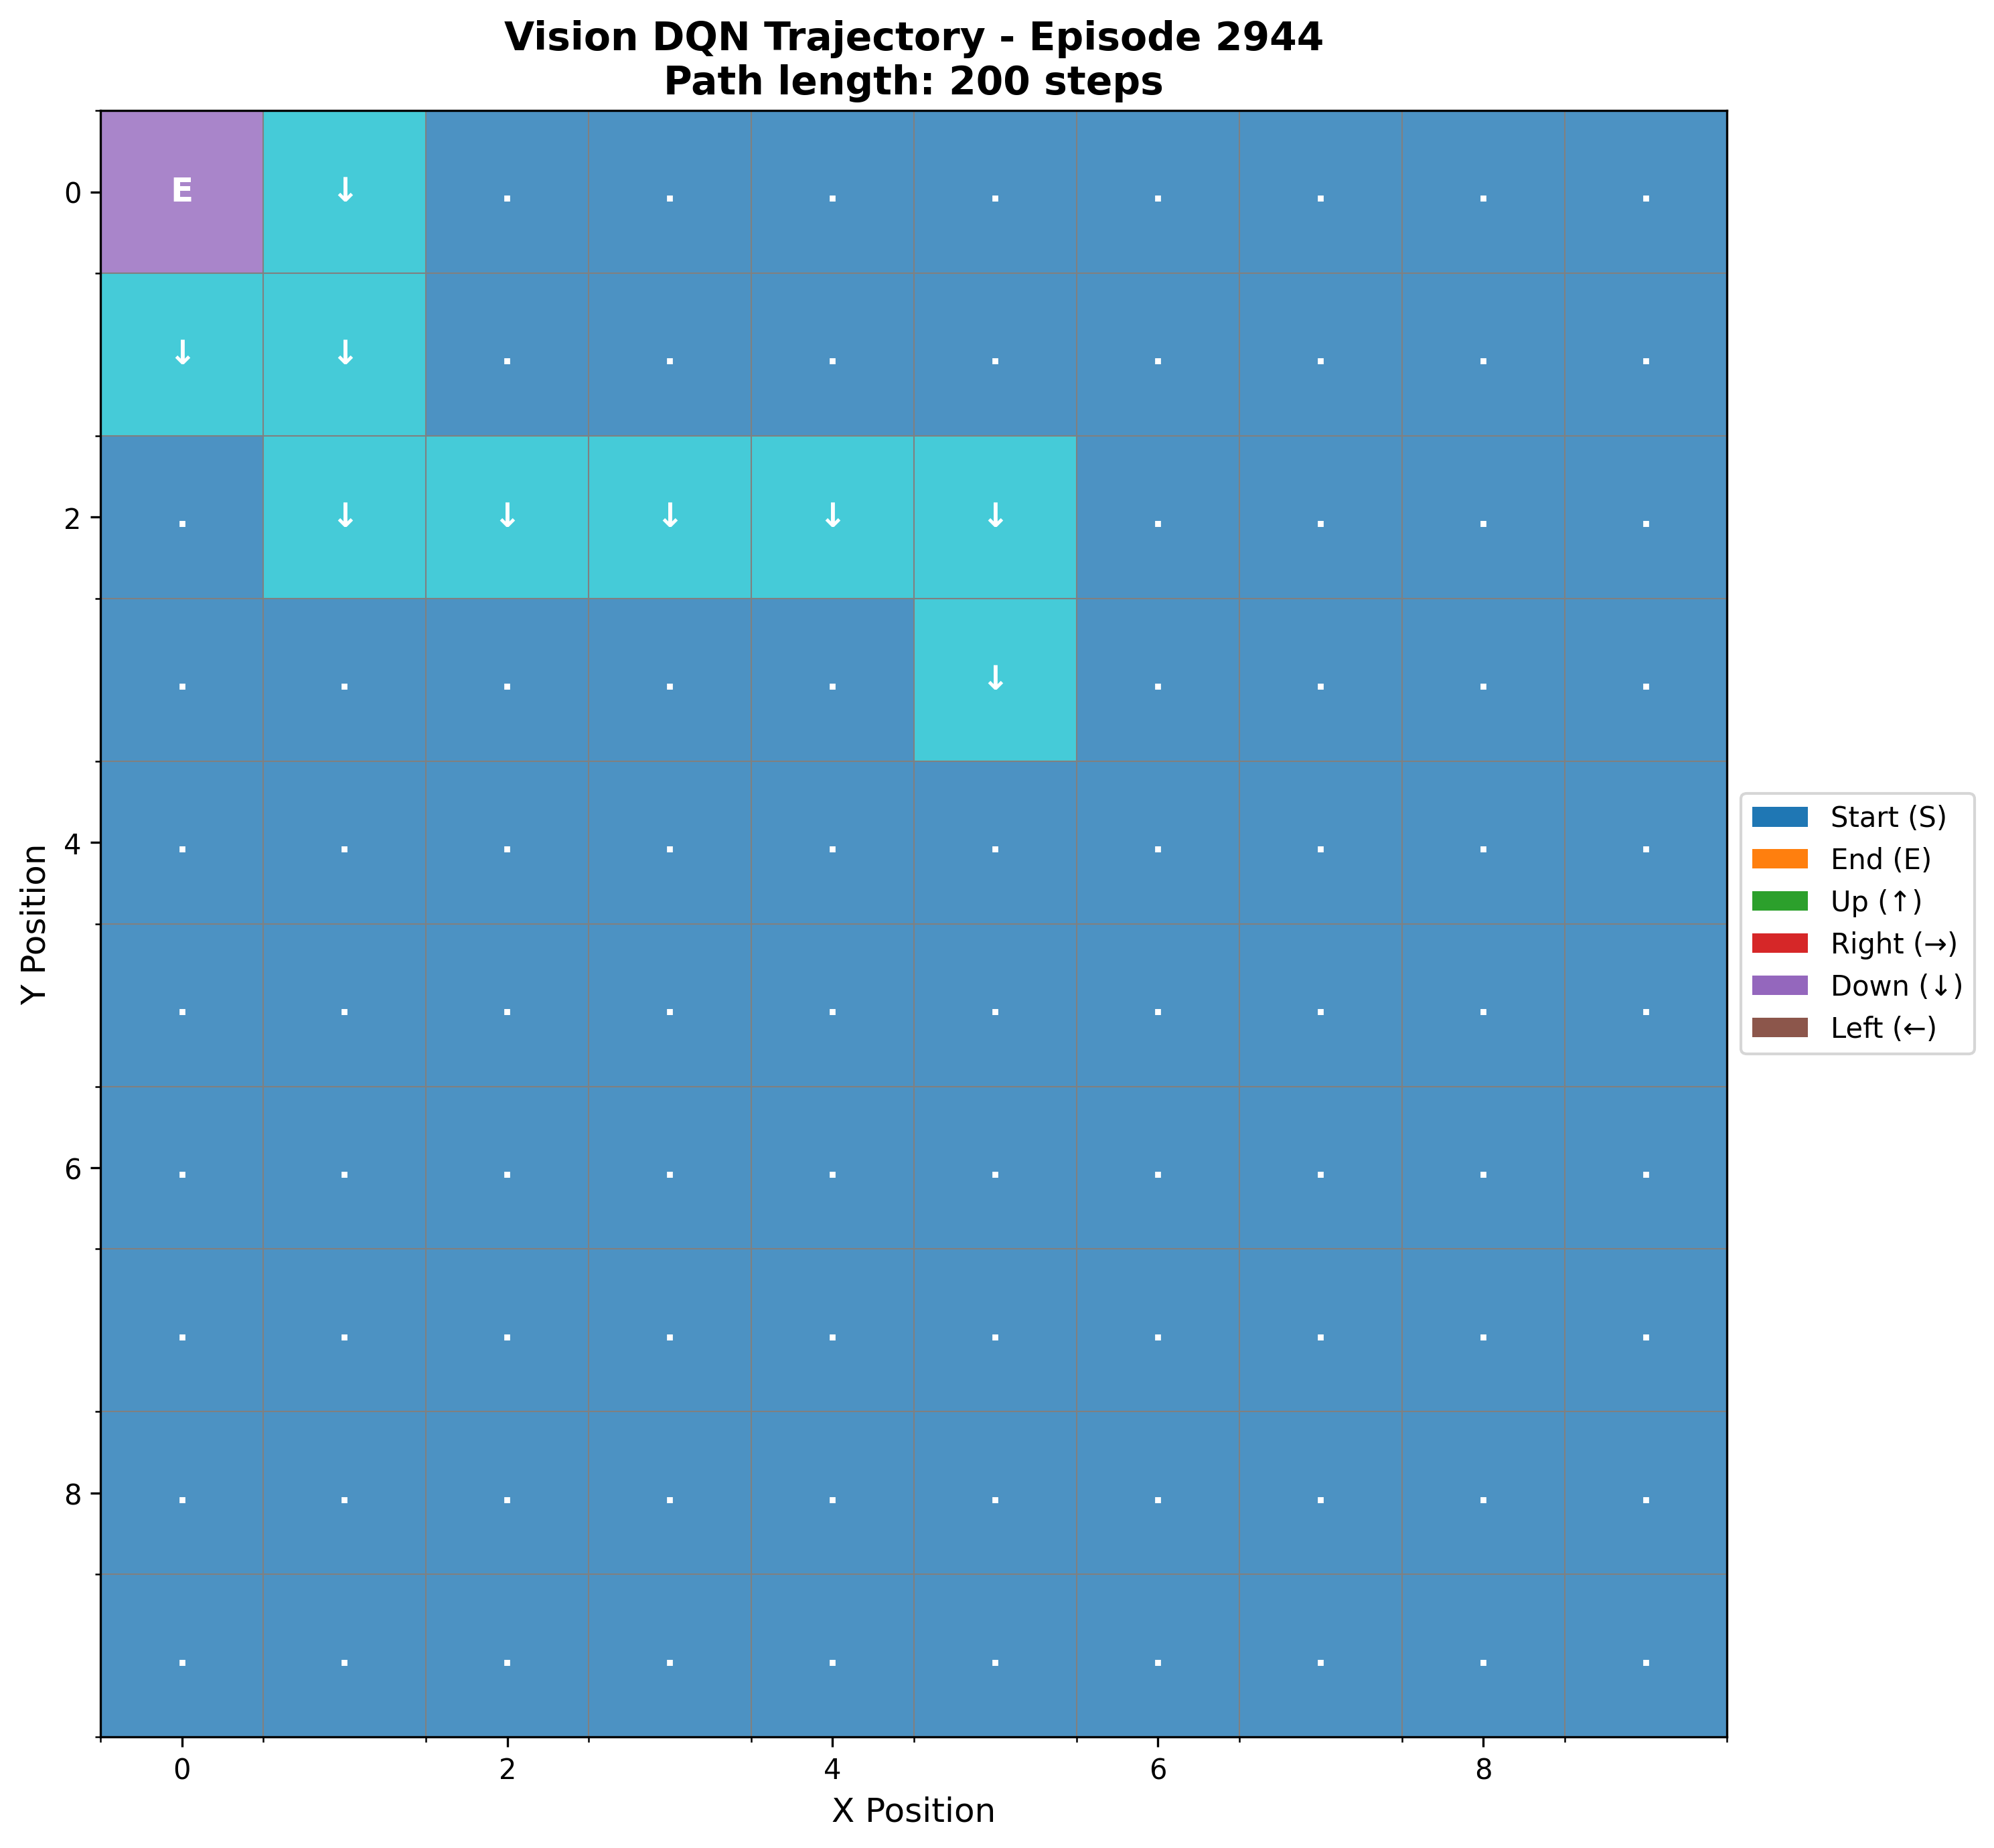 Vision DQN Trajectory - Episode 2944
Path length: 200 steps
0 E ↓ . . . . . . . .
↓ ↓ . . . . . . . .
2 . ↓ ↓ ↓ ↓ ↓ . . . .
. . . . . ↓ . . . .
4 . . . . . . . . . .
. . . . . . . . . .
6 . . . . . . . . . .
. . . . . . . . . .
8 . . . . . . . . . .
. . . . . . . . . .
0 2 4 6 8
X Position
Y Position
Start (S)
End (E)
Up (↑)
Right (→)
Down (↓)
Left (←)